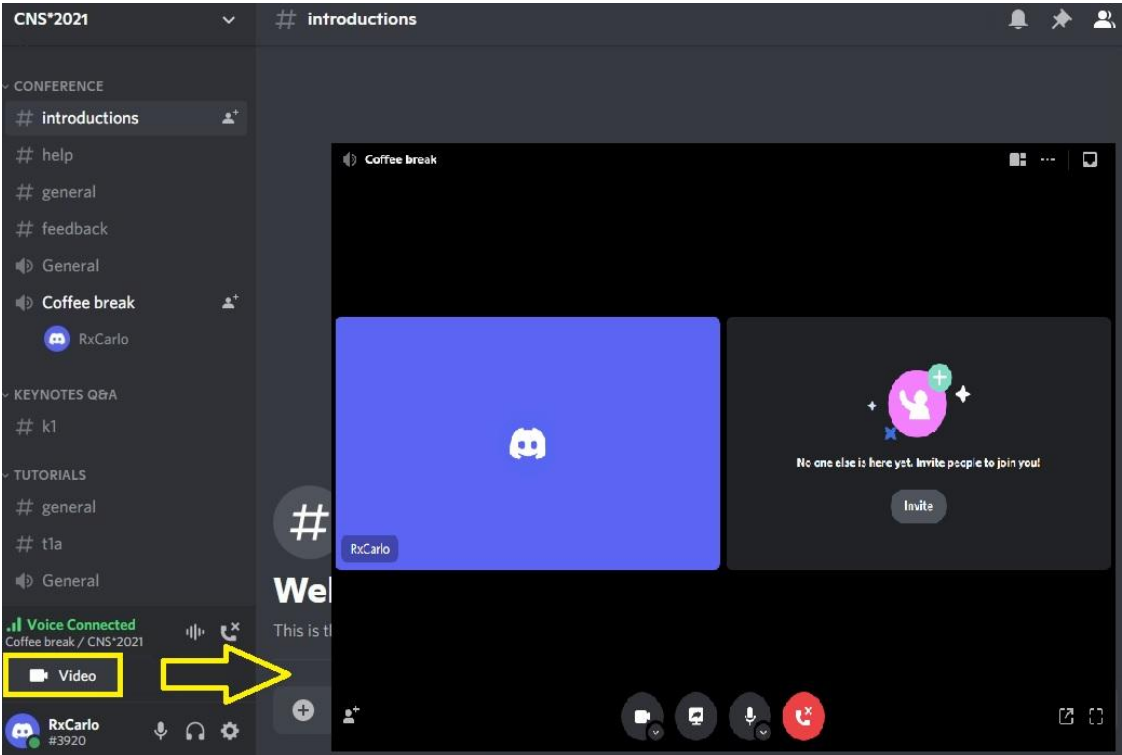 CNS*2021
# introductions
CONFERENCE
# introductions
# help
# general
# feedback
General
Coffee break
RxCarlo
KEYNOTES Q&A
# k1
TUTORIALS
# general
# t1a
General
Voice Connected
Coffee break / CNS*2021
Video
RxCarlo
#3920
#
Wel
This is t
Coffee break
RxCarlo
No one else is here yet. Invite people to join you!
Invite